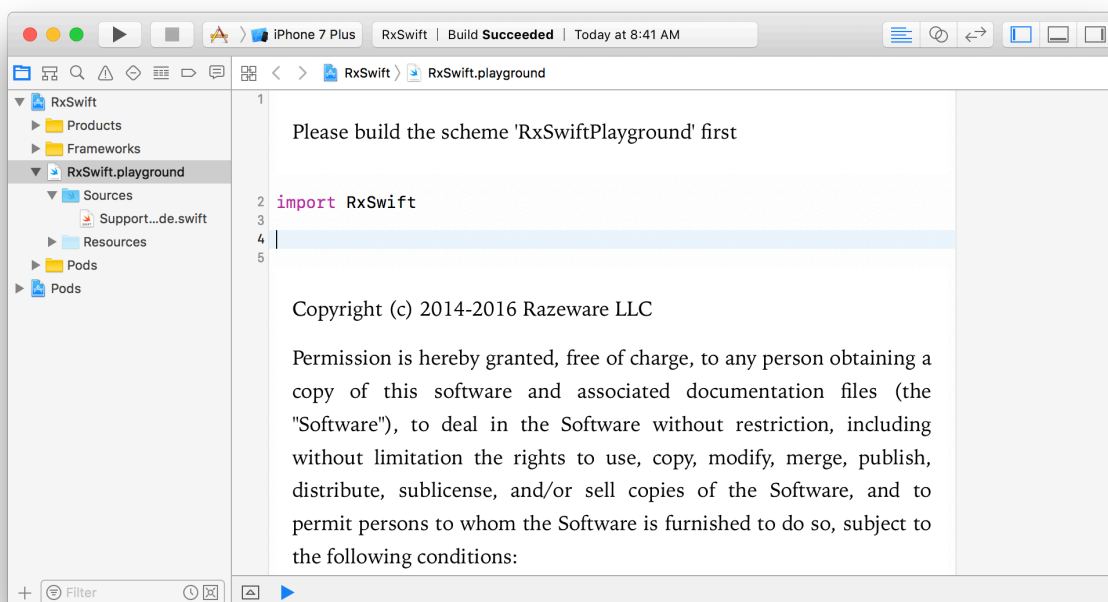 iPhone 7 Plus
RxSwift | Build Succeeded | Today at 8:41 AM
RxSwift
RxSwift.playground
RxSwift
Products
Frameworks
RxSwift.playground
Sources
Support...de.swift
Resources
Pods
Pods
Filter
1
Please build the scheme 'RxSwiftPlayground' first
2 import RxSwift
3
4
5
Copyright (c) 2014-2016 Razeware LLC
Permission is hereby granted, free of charge, to any person obtaining a
copy of this software and associated documentation files (the
"Software"), to deal in the Software without restriction, including
without limitation the rights to use, copy, modify, merge, publish,
distribute, sublicense, and/or sell copies of the Software, and to
permit persons to whom the Software is furnished to do so, subject to
the following conditions: